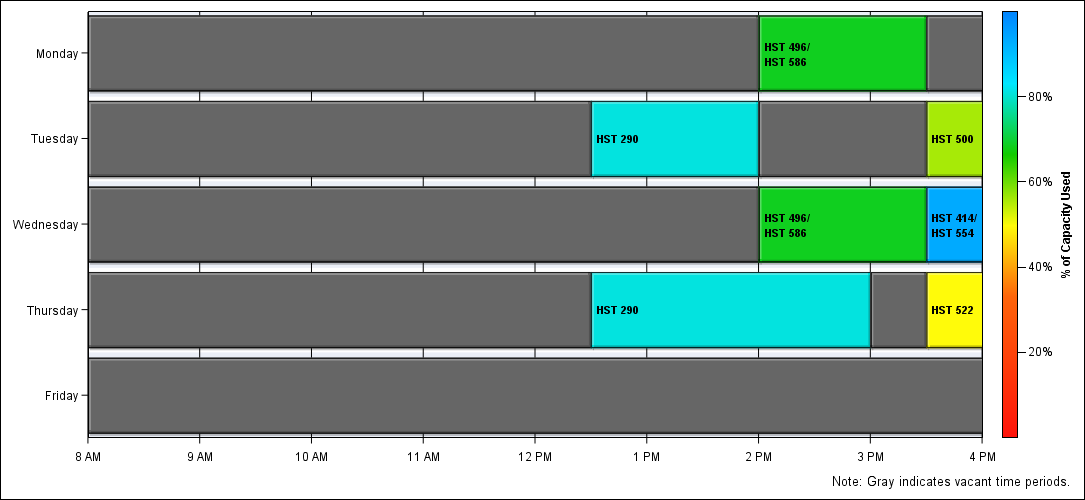 Monday
HST 496/
HST 586
Tuesday
HST 290
HST 500
Wednesday
HST 496/
HST 586
HST 414/
HST 554
Thursday
HST 290
HST 522
Friday
8 AM 9 AM 10 AM 11 AM 12 PM 1 PM 2 PM 3 PM 4 PM
80%
60%
40%
20%
% of Capacity Used
Note: Gray indicates vacant time periods.